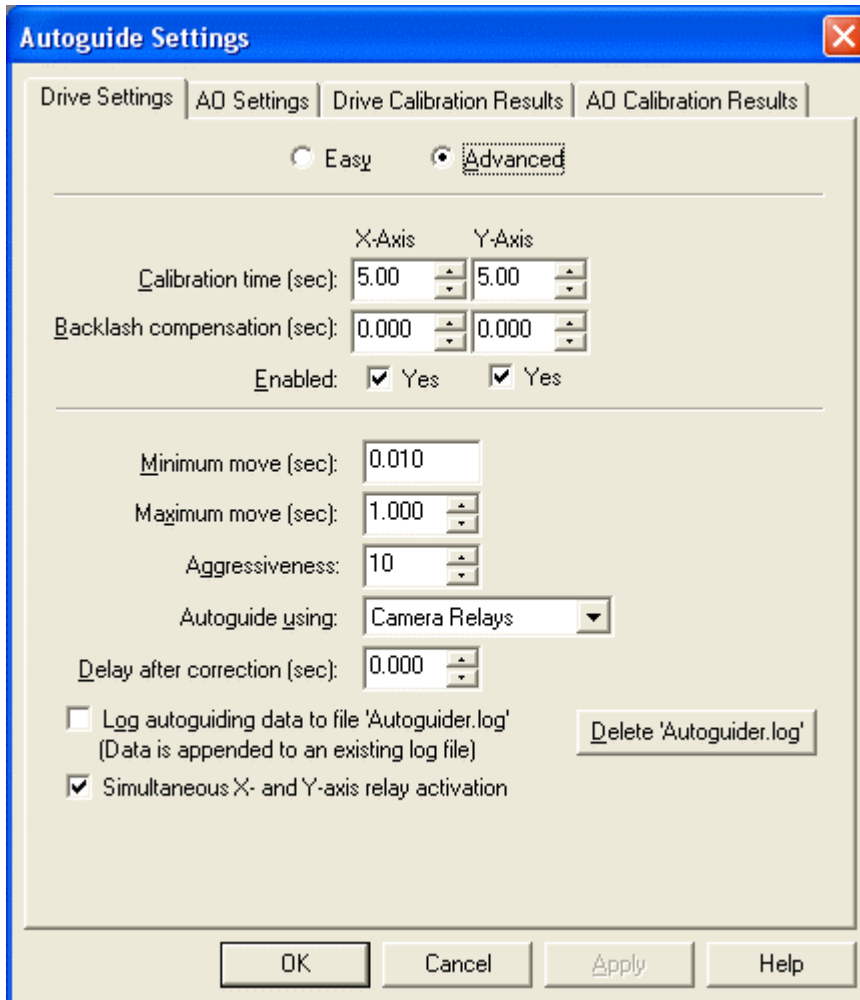 Autoguide Settings
Drive Settings AO Settings Drive Calibration Results AO Calibration Results
Easy Advanced
X-Axis Y-Axis
Calibration time (sec): 5.00 5.00
Backlash compensation (sec): 0.000 0.000
Enabled: Yes Yes
Minimum move (sec): 0.010
Maximum move (sec): 1.000
Aggressiveness: 10
Autoguide using: Camera Relays
Delay after correction (sec): 0.000
Log autoguiding data to file 'Autoguider.log'
(Data is appended to an existing log file)
Delete 'Autoguider.log'
Simultaneous X- and Y-axis relay activation
OK Cancel Apply Help